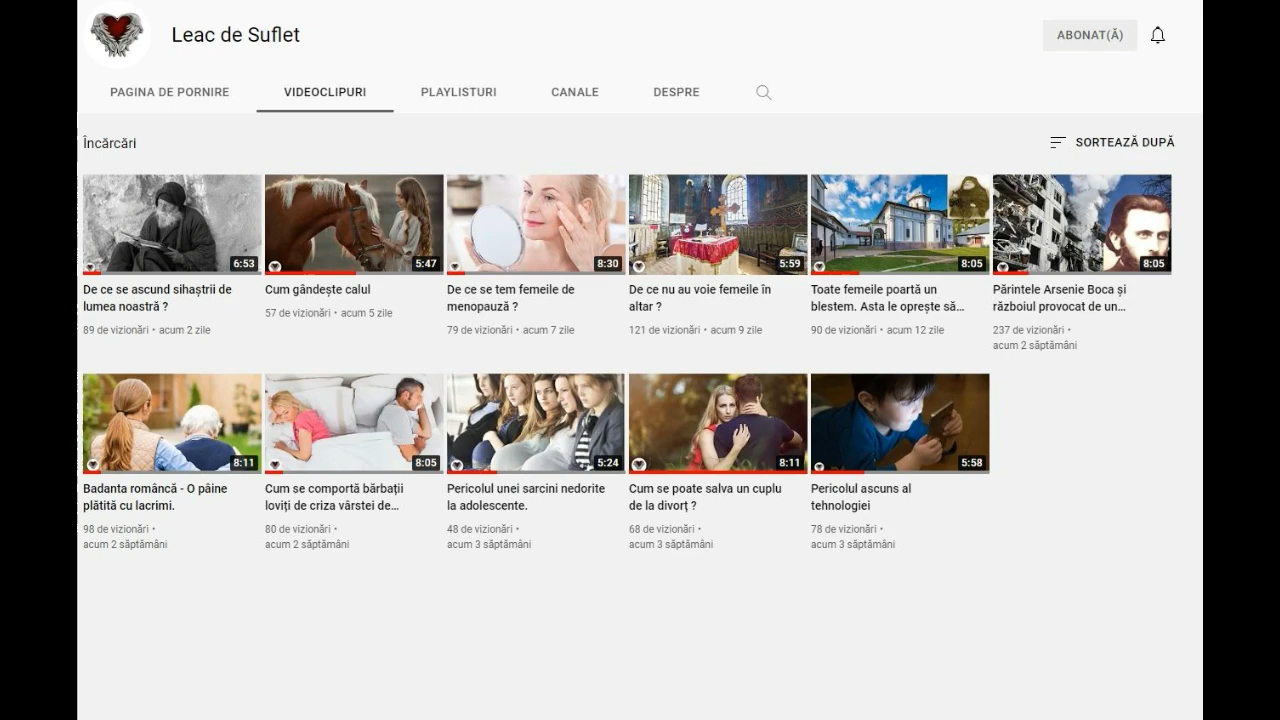 Leac de Suflet
ABONAT(Ă)
PAGINA DE PORNIRE
VIDEOCLIPURI
PLAYLISTURI
CANALE
DESPRE
Încărcări
SORTEAZĂ DUPĂ
6:53
De ce se ascund sihaștrii de
lumea noastră ?
89 de vizionări • acum 2 zile
5:47
Cum gândește calul
57 de vizionări • acum 5 zile
8:30
De ce se tem femeile de
menopauză ?
79 de vizionări • acum 7 zile
5:59
De ce nu au voie femeile în
altar ?
121 de vizionări • acum 9 zile
8:05
Toate femeile poartă un
blestem. Asta le oprește să...
90 de vizionări • acum 12 zile
8:05
Părintele Arsenie Boca și
războiul provocat de un...
237 de vizionări •
acum 2 săptămâni
8:11
Badanta română - O pâine
plătită cu lacrimi.
98 de vizionări •
acum 2 săptămâni
8:05
Cum se comportă bărbații
loviți de criza vârstei de...
80 de vizionări •
acum 2 săptămâni
5:24
Pericolul unei sarcini nedorite
la adolescente.
48 de vizionări •
acum 3 săptămâni
8:11
Cum se poate salva un cuplu
de la divorț ?
68 de vizionări •
acum 3 săptămâni
5:58
Pericolul ascuns al
tehnologiei
78 de vizionări •
acum 3 săptămâni